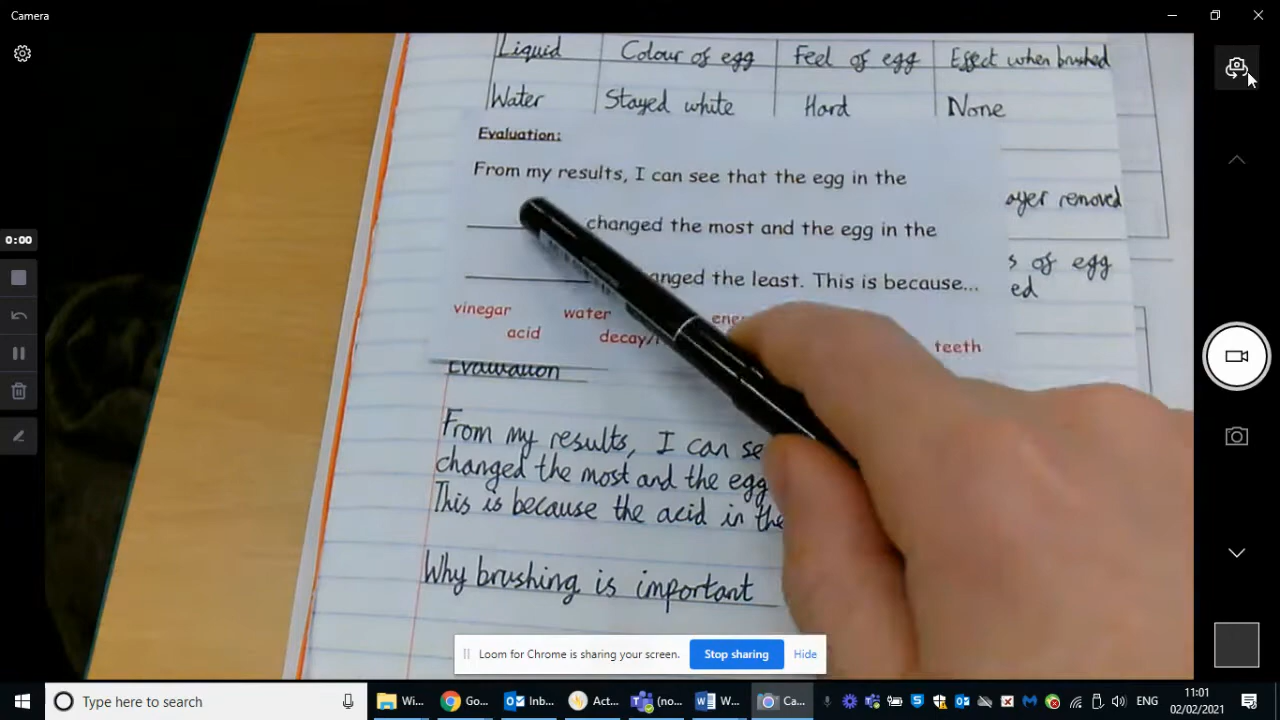 Camera
Liquid Colour of egg Feel of egg Effect when brushed
Water Stayed white Hard None
Evaluation:
From my results, I can see that the egg in the
changed the most and the egg in the
the least. This is because...
vinegar water
acid teeth
layer removed
of egg
Evaluation
From my results, I can
changed the most and the egg
This is because the acid in the
Why brushing is important
0:00
Loom for Chrome is sharing your screen. Stop sharing Hide
Type here to search
Wi... Go... Inb... Act... (no... W... Ca...
ENG
11:01
02/02/2021